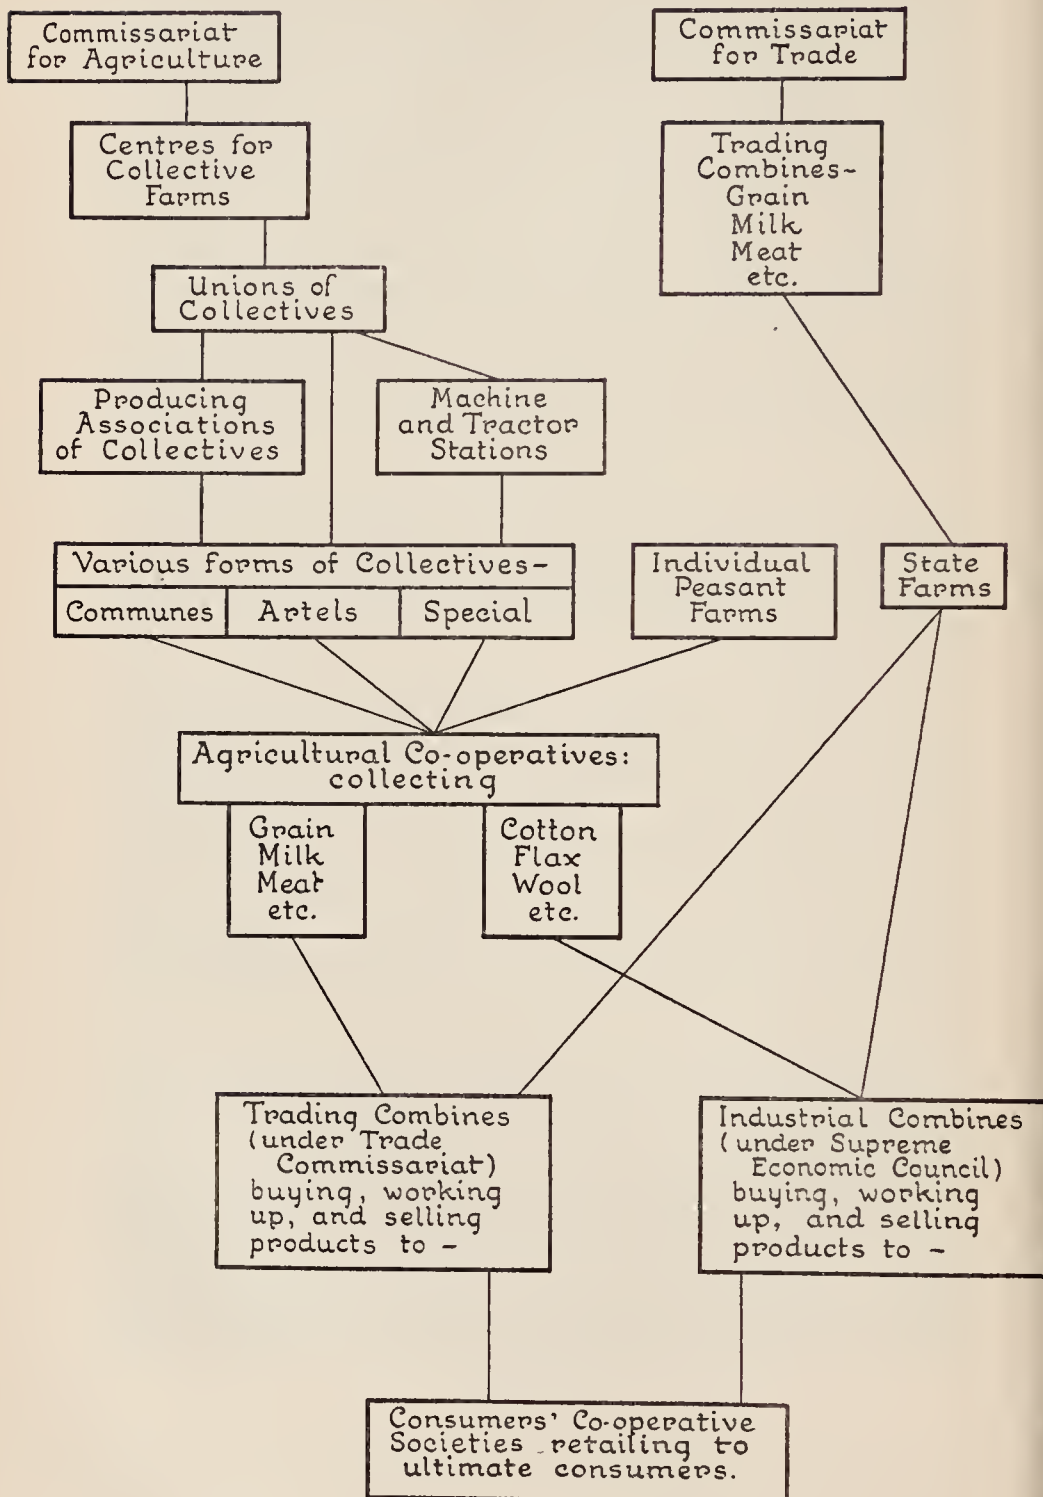 Commissariat
for Agriculture
Commissariat
for Trade
Centres for
Collective
Farms
Trading
Combines-
Grain
Milk
Meat
etc.
Unions of
Collectives
Producing
Associations
of Collectives
Machine
and Tractor
Stations
Various forms of Collectives-
Communes
Artels
Special
Individual
Peasant
Farms
State
Farms
Agricultural Co-operatives:
collecting
Grain
Milk
Meat
etc.
Cotton
Flax
Wool
etc.
Trading Combines
(under Trade
Commissariat)
buying, working
up, and selling
products to -
Industrial Combines
(under Supreme
Economic Council)
buying, working
up, and selling
products to -
Consumers' Co-operative
Societies retailing to
ultimate consumers.